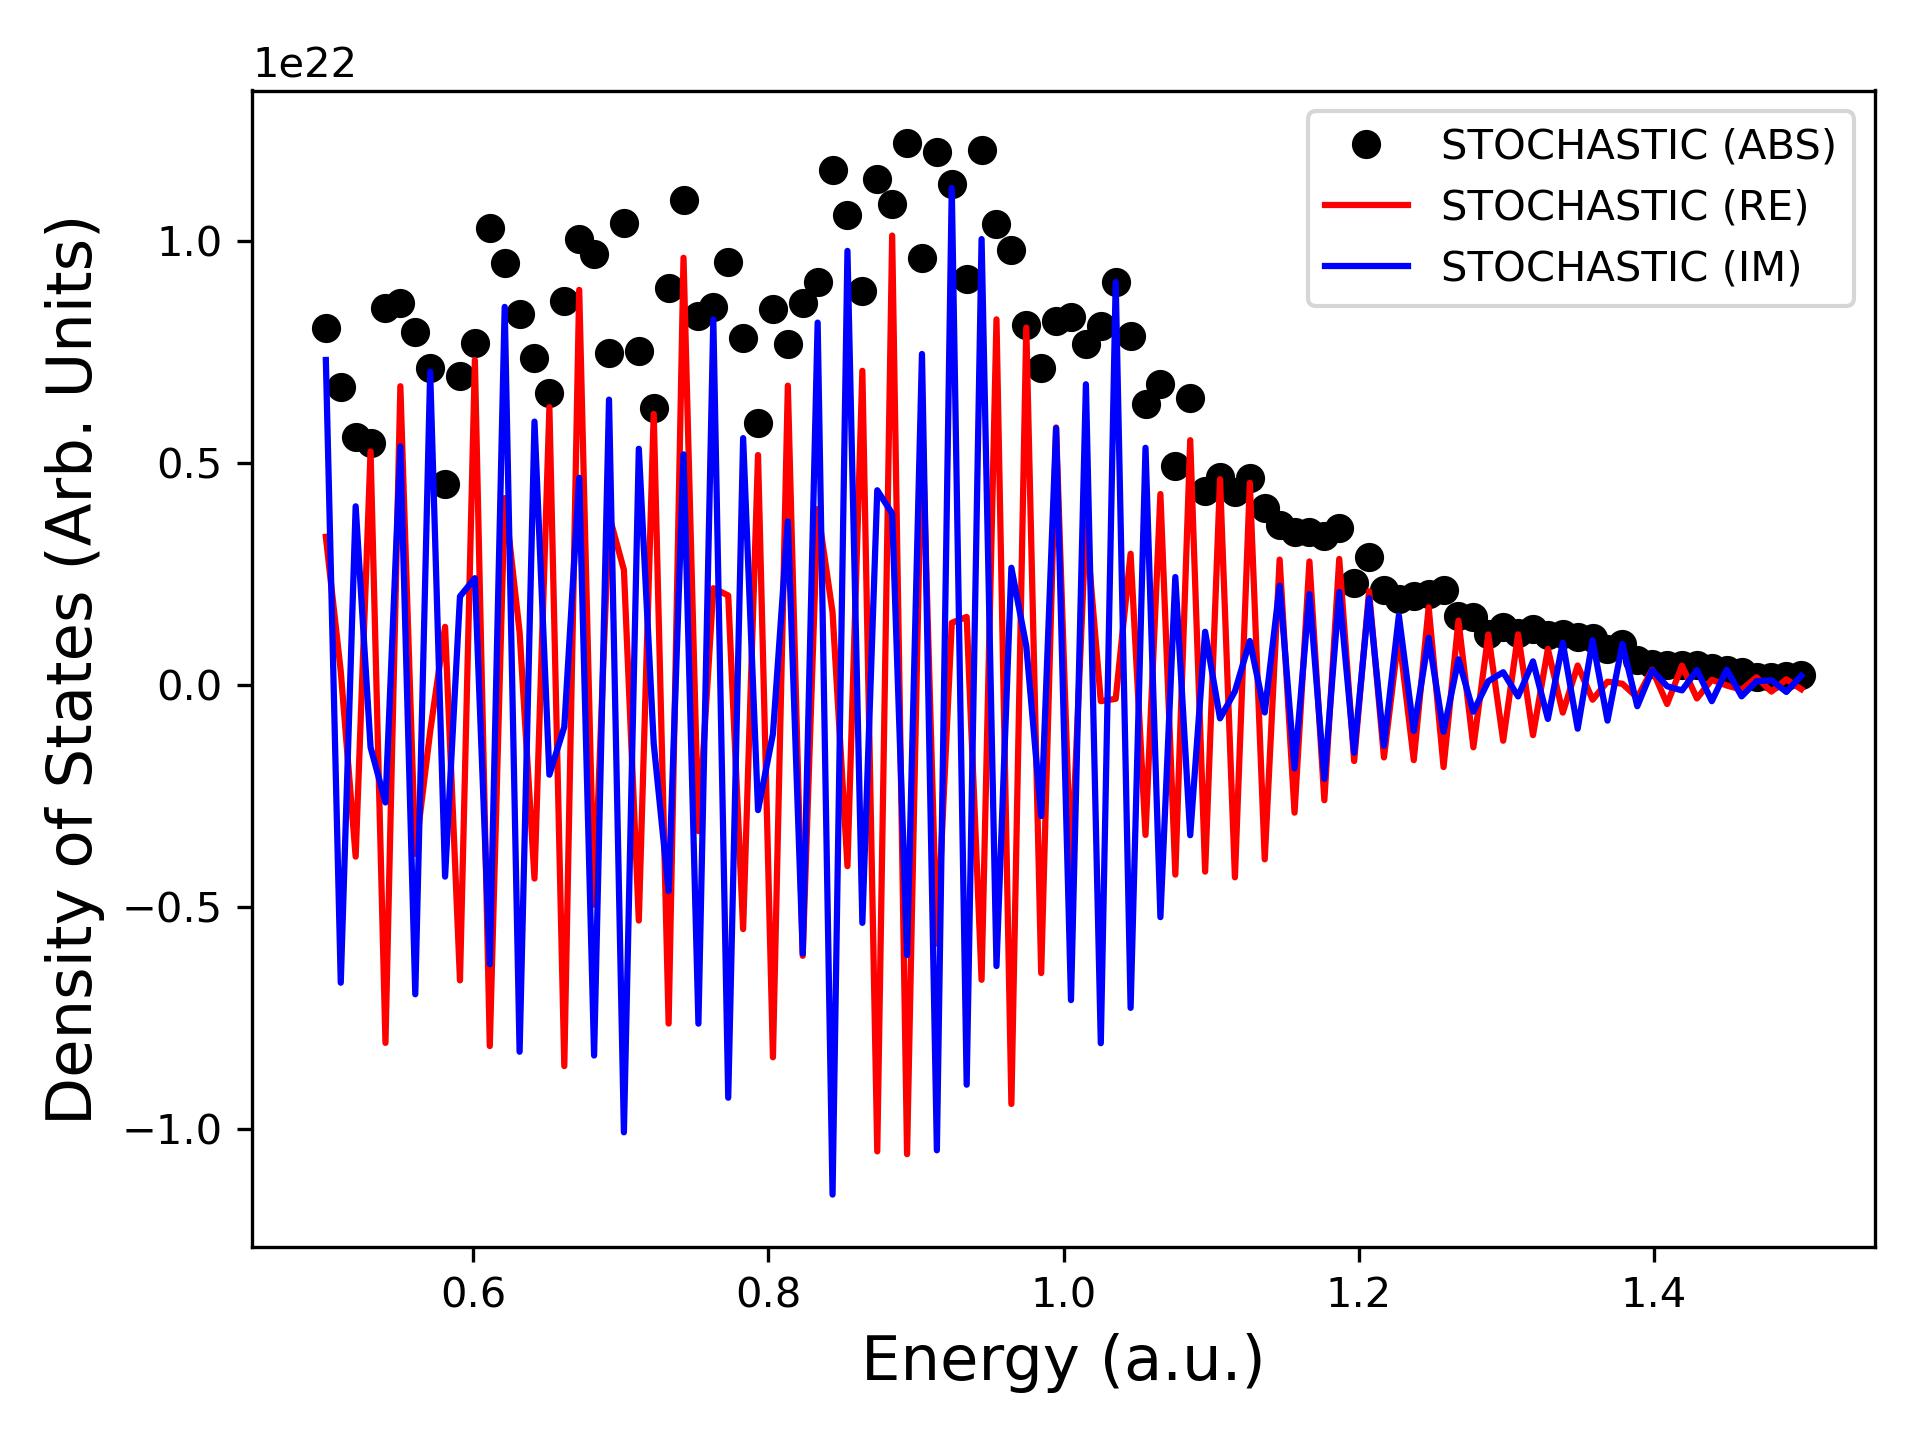 1e22
STOCHASTIC (ABS)
STOCHASTIC (RE)
STOCHASTIC (IM)
Density of States (Arb. Units)
1.0
0.5
0.0
−0.5
−1.0
0.6 0.8 1.0 1.2 1.4
Energy (a.u.)